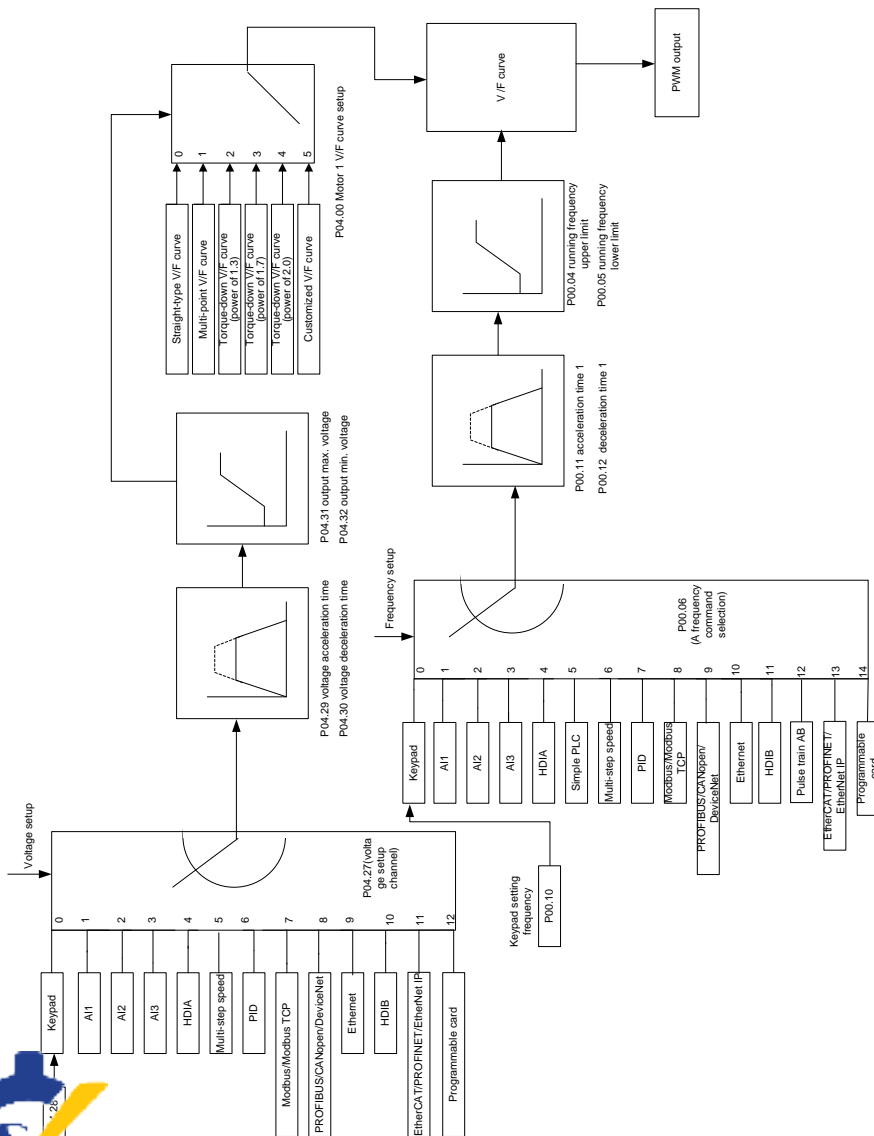 Voltage setup
Keypad
AI1
AI2
AI3
HDIA
Multi-step speed
PID
Modbus/Modbus TCP
PROFIBUS/CANopen/DeviceNet
Ethernet
HDIB
EtherCAT/PROFINET/EtherNet IP
Programmable card
0
1
2
3
4
5
6
7
8
9
10
11
12
P04.27(volta
ge setup
channel)
P04.29 voltage acceleration time
P04.30 voltage deceleration time
P04.31 output max. voltage
P04.32 output min. voltage
Straight-type V/F curve
Multi-point V/F curve
Torque-down V/F curve
(power of 1.3)
Torque-down V/F curve
(power of 1.7)
Torque-down V/F curve
(power of 2.0)
Customized V/F curve
0
1
2
3
4
5
P04.00 Motor 1 V/F curve setup
Keypad setting
frequency
P00.10
Frequency setup
Keypad
AI1
AI2
AI3
HDIA
Simple PLC
Multi-step speed
PID
Modbus/Modbus
TCP
PROFIBUS/CANopen/
DeviceNet
Ethernet
HDIB
Pulse train AB
EtherCAT/PROFINET/
EtherNet IP
Programmable
card
0
1
2
3
4
5
6
7
8
9
10
11
12
13
14
P00.06
(A frequency
command
selection)
P00.11 acceleration time 1
P00.12 deceleration time 1
P00.04 running frequency
upper limit
P00.05 running frequency
lower limit
V/F curve
PWM output